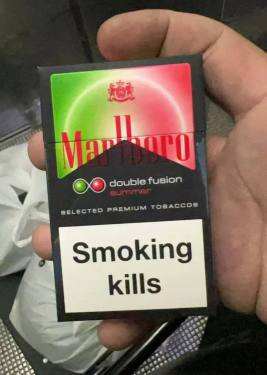 Marlboro
double fusion
summer
SELECTED PREMIUM TOBACCOS
Smoking
kills